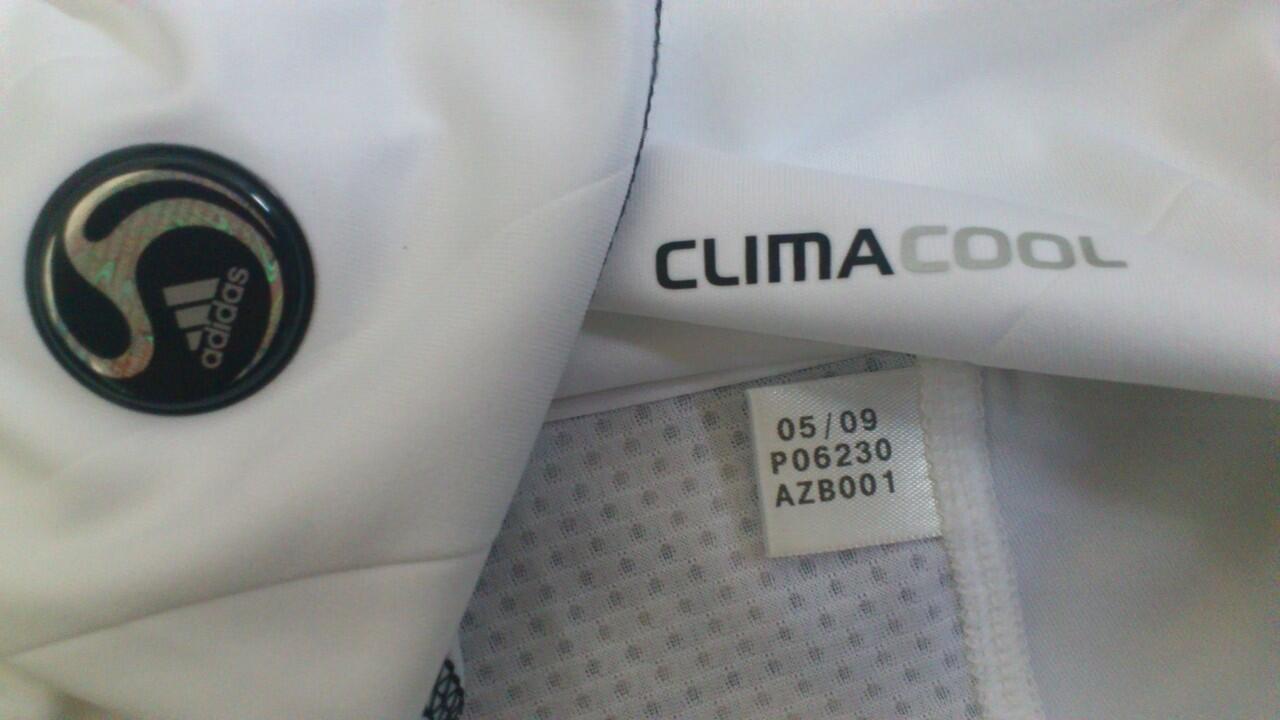 adidas
CLIMACOOL
05/09
P06230
AZB001